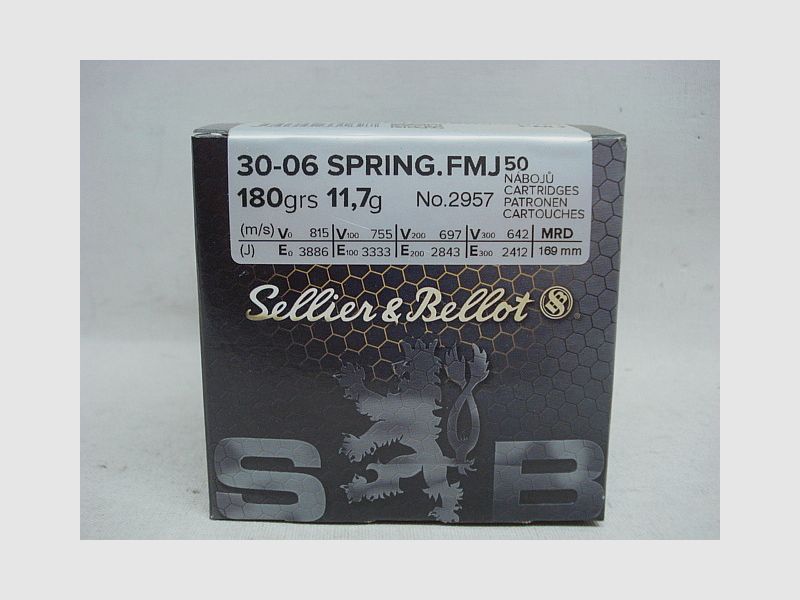 30-06 SPRING.FMJ 50
NÁBOJŮ
CARTRIDGES
PATRONEN
CARTOUCHES
180grs 11,7g No.2957
(m/s) V0 815 V100 755 V200 697 V300 642 MRD
(J) E0 3886 E100 3333 E200 2843 E300 2412 169 mm
Sellier & Bellot SB
S B